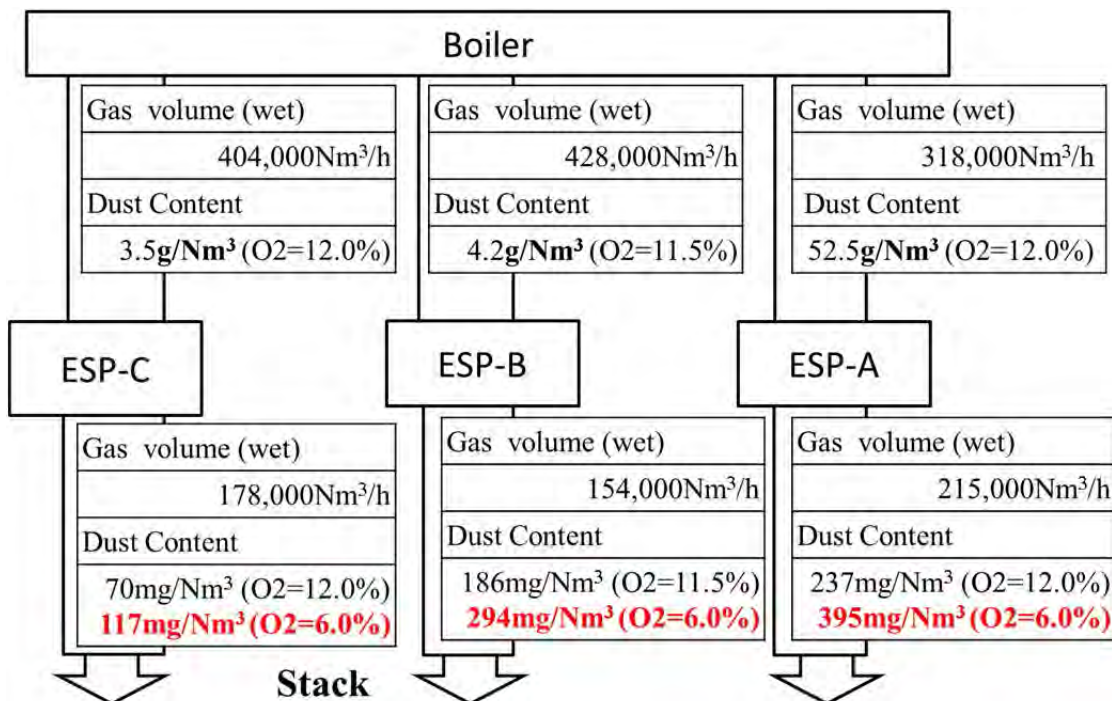 Boiler
Gas volume (wet)
404,000Nm³/h
Dust Content
3.5g/Nm³ (O2=12.0%)
Gas volume (wet)
428,000Nm³/h
Dust Content
4.2g/Nm³ (O2=11.5%)
Gas volume (wet)
318,000Nm³/h
Dust Content
52.5g/Nm³ (O2=12.0%)
ESP-C
ESP-B
ESP-A
Gas volume (wet)
178,000Nm³/h
Dust Content
70mg/Nm³ (O2=12.0%)
117mg/Nm³ (O2=6.0%)
Gas volume (wet)
154,000Nm³/h
Dust Content
186mg/Nm³ (O2=11.5%)
294mg/Nm³ (O2=6.0%)
Gas volume (wet)
215,000Nm³/h
Dust Content
237mg/Nm³ (O2=12.0%)
395mg/Nm³ (O2=6.0%)
Stack